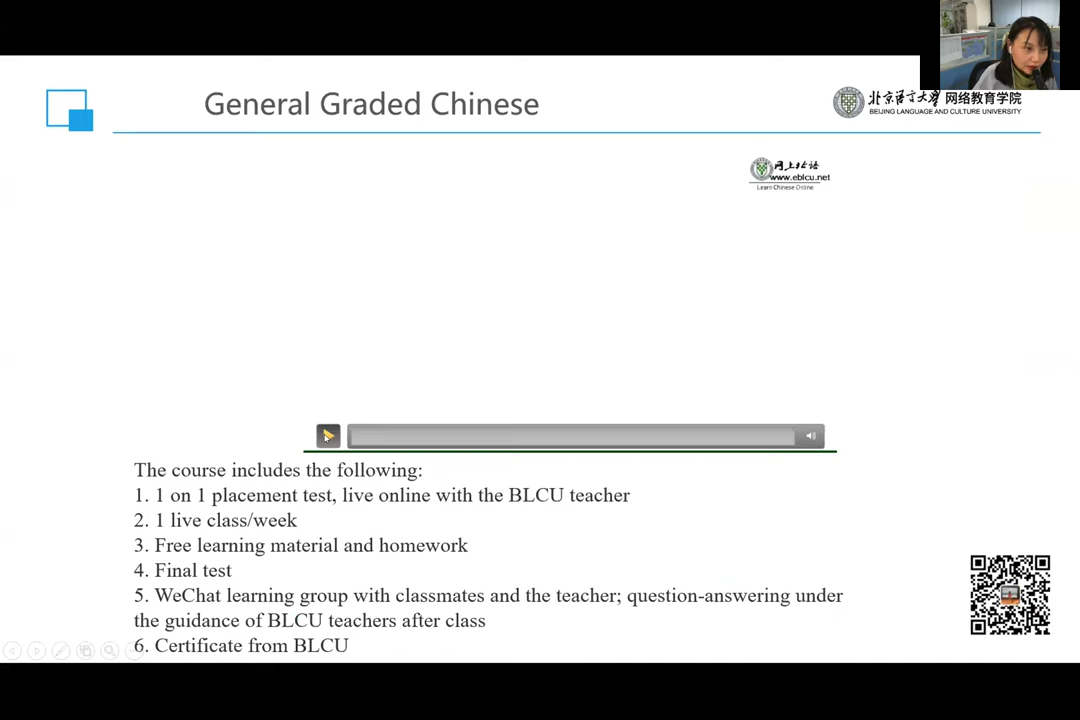 General Graded Chinese
北京语言大学 网络教育学院
BEIJING LANGUAGE AND CULTURE UNIVERSITY
网上北语
www.eblcu.net
Learn Chinese Online
The course includes the following:
1. 1 on 1 placement test, live online with the BLCU teacher
2. 1 live class/week
3. Free learning material and homework
4. Final test
5. WeChat learning group with classmates and the teacher; question-answering under
the guidance of BLCU teachers after class
6. Certificate from BLCU